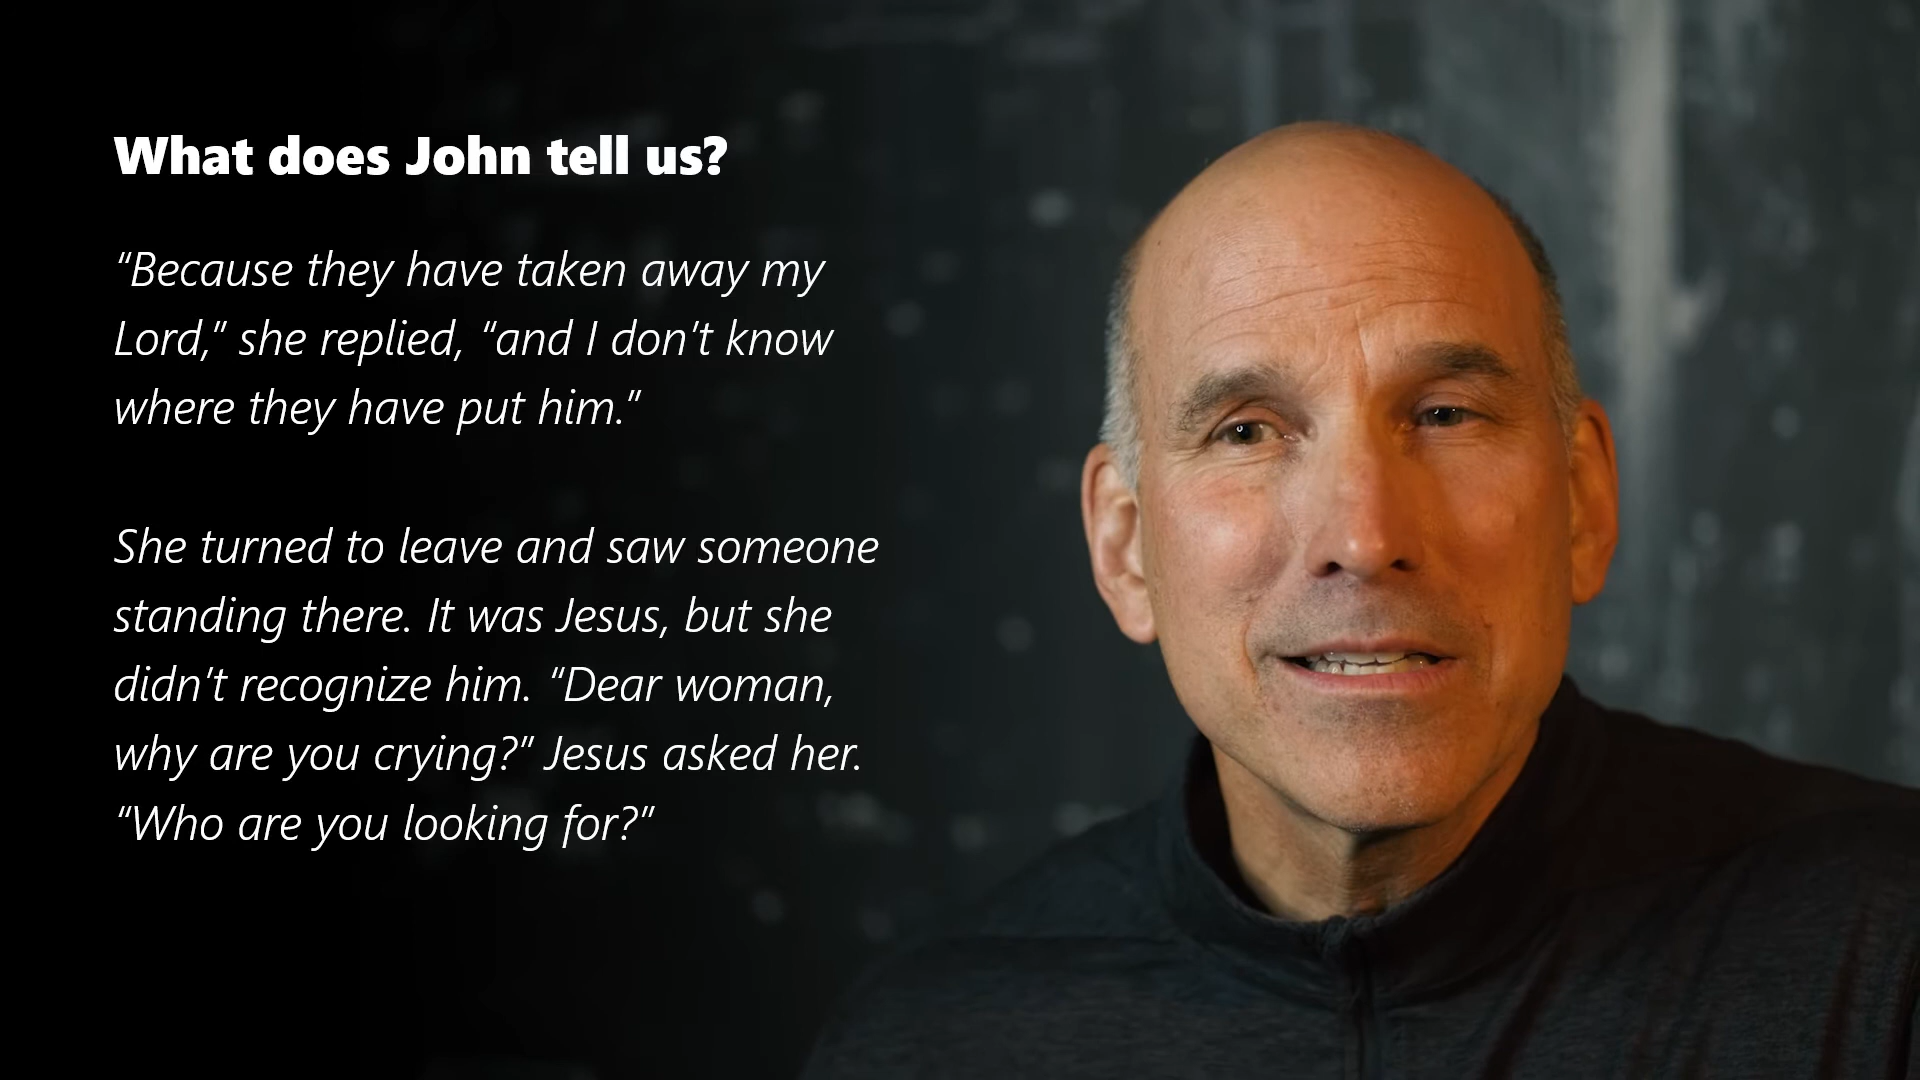 What does John tell us?
“Because they have taken away my
Lord,” she replied, “and I don’t know
where they have put him.”
She turned to leave and saw someone
standing there. It was Jesus, but she
didn’t recognize him. “Dear woman,
why are you crying?” Jesus asked her.
“Who are you looking for?”